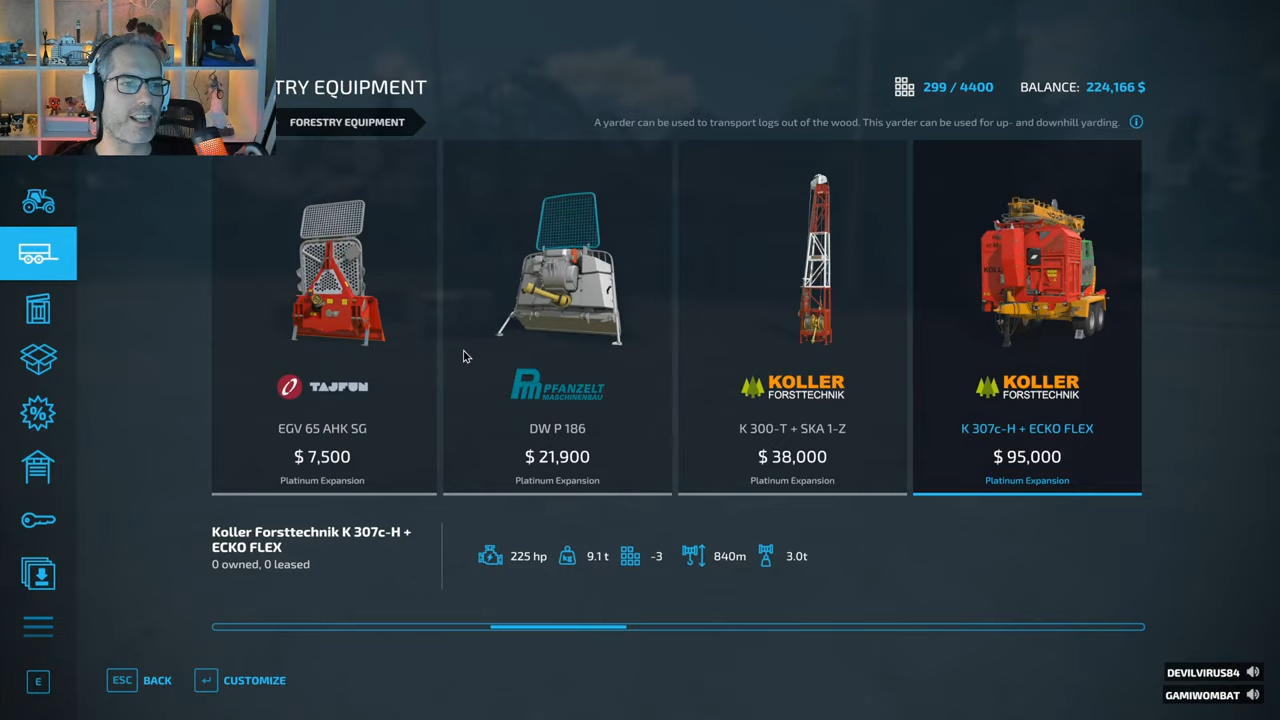 TRY EQUIPMENT
299 / 4400
BALANCE: 224,166 $
FORESTRY EQUIPMENT
A yarder can be used to transport logs out of the wood. This yarder can be used for up- and downhill yarding.
TAJFUN
EGV 65 AHK SG
$ 7,500
Platinum Expansion
Pm PFANZELT
MASCHINENBAU
DW P 186
$ 21,900
Platinum Expansion
KOLLER
FORSTTECHNIK
K 300-T + SKA 1-Z
$ 38,000
Platinum Expansion
KOLLER
FORSTTECHNIK
K 307c-H + ECKO FLEX
$ 95,000
Platinum Expansion
Koller Forsttechnik K 307c-H +
ECKO FLEX
0 owned, 0 leased
225 hp
9.1 t
-3
840m
3.0t
E
ESC BACK
CUSTOMIZE
DEVILVIRUS84
GAMIWOMBAT